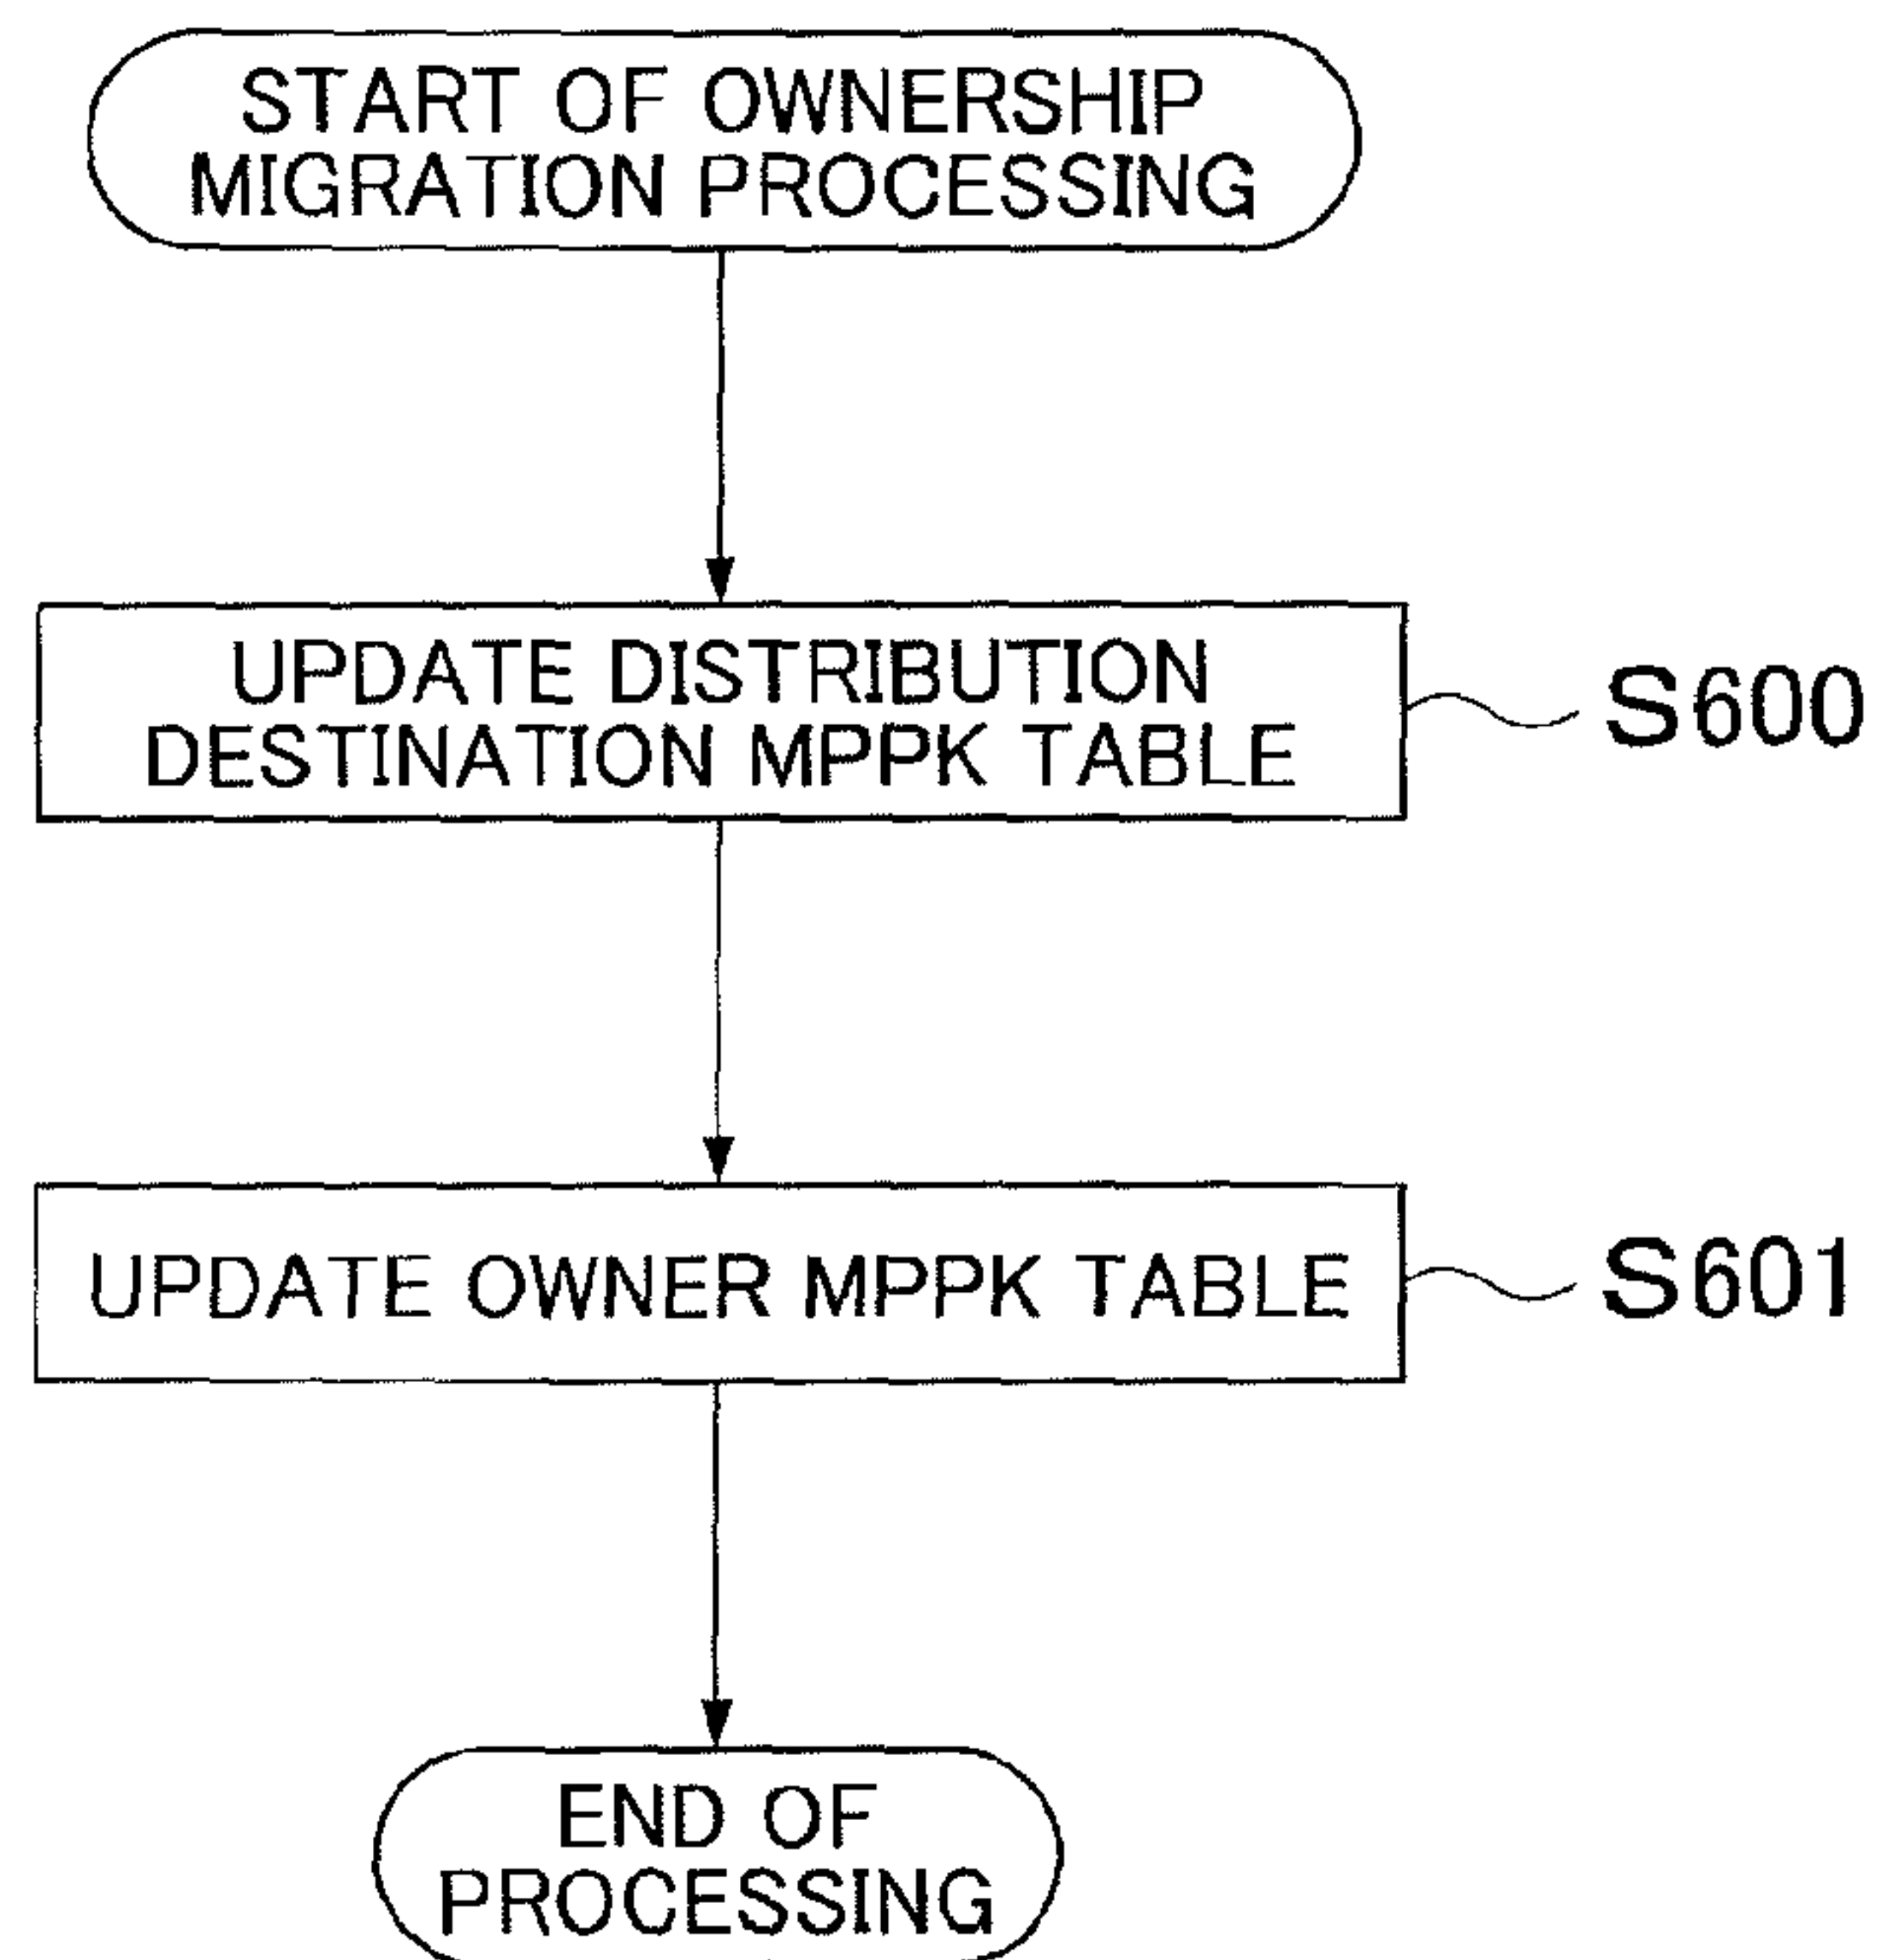 START OF OWNERSHIP
MIGRATION PROCESSING
UPDATE DISTRIBUTION
DESTINATION MPPK TABLE
S600
UPDATE OWNER MPPK TABLE
S601
END OF
PROCESSING